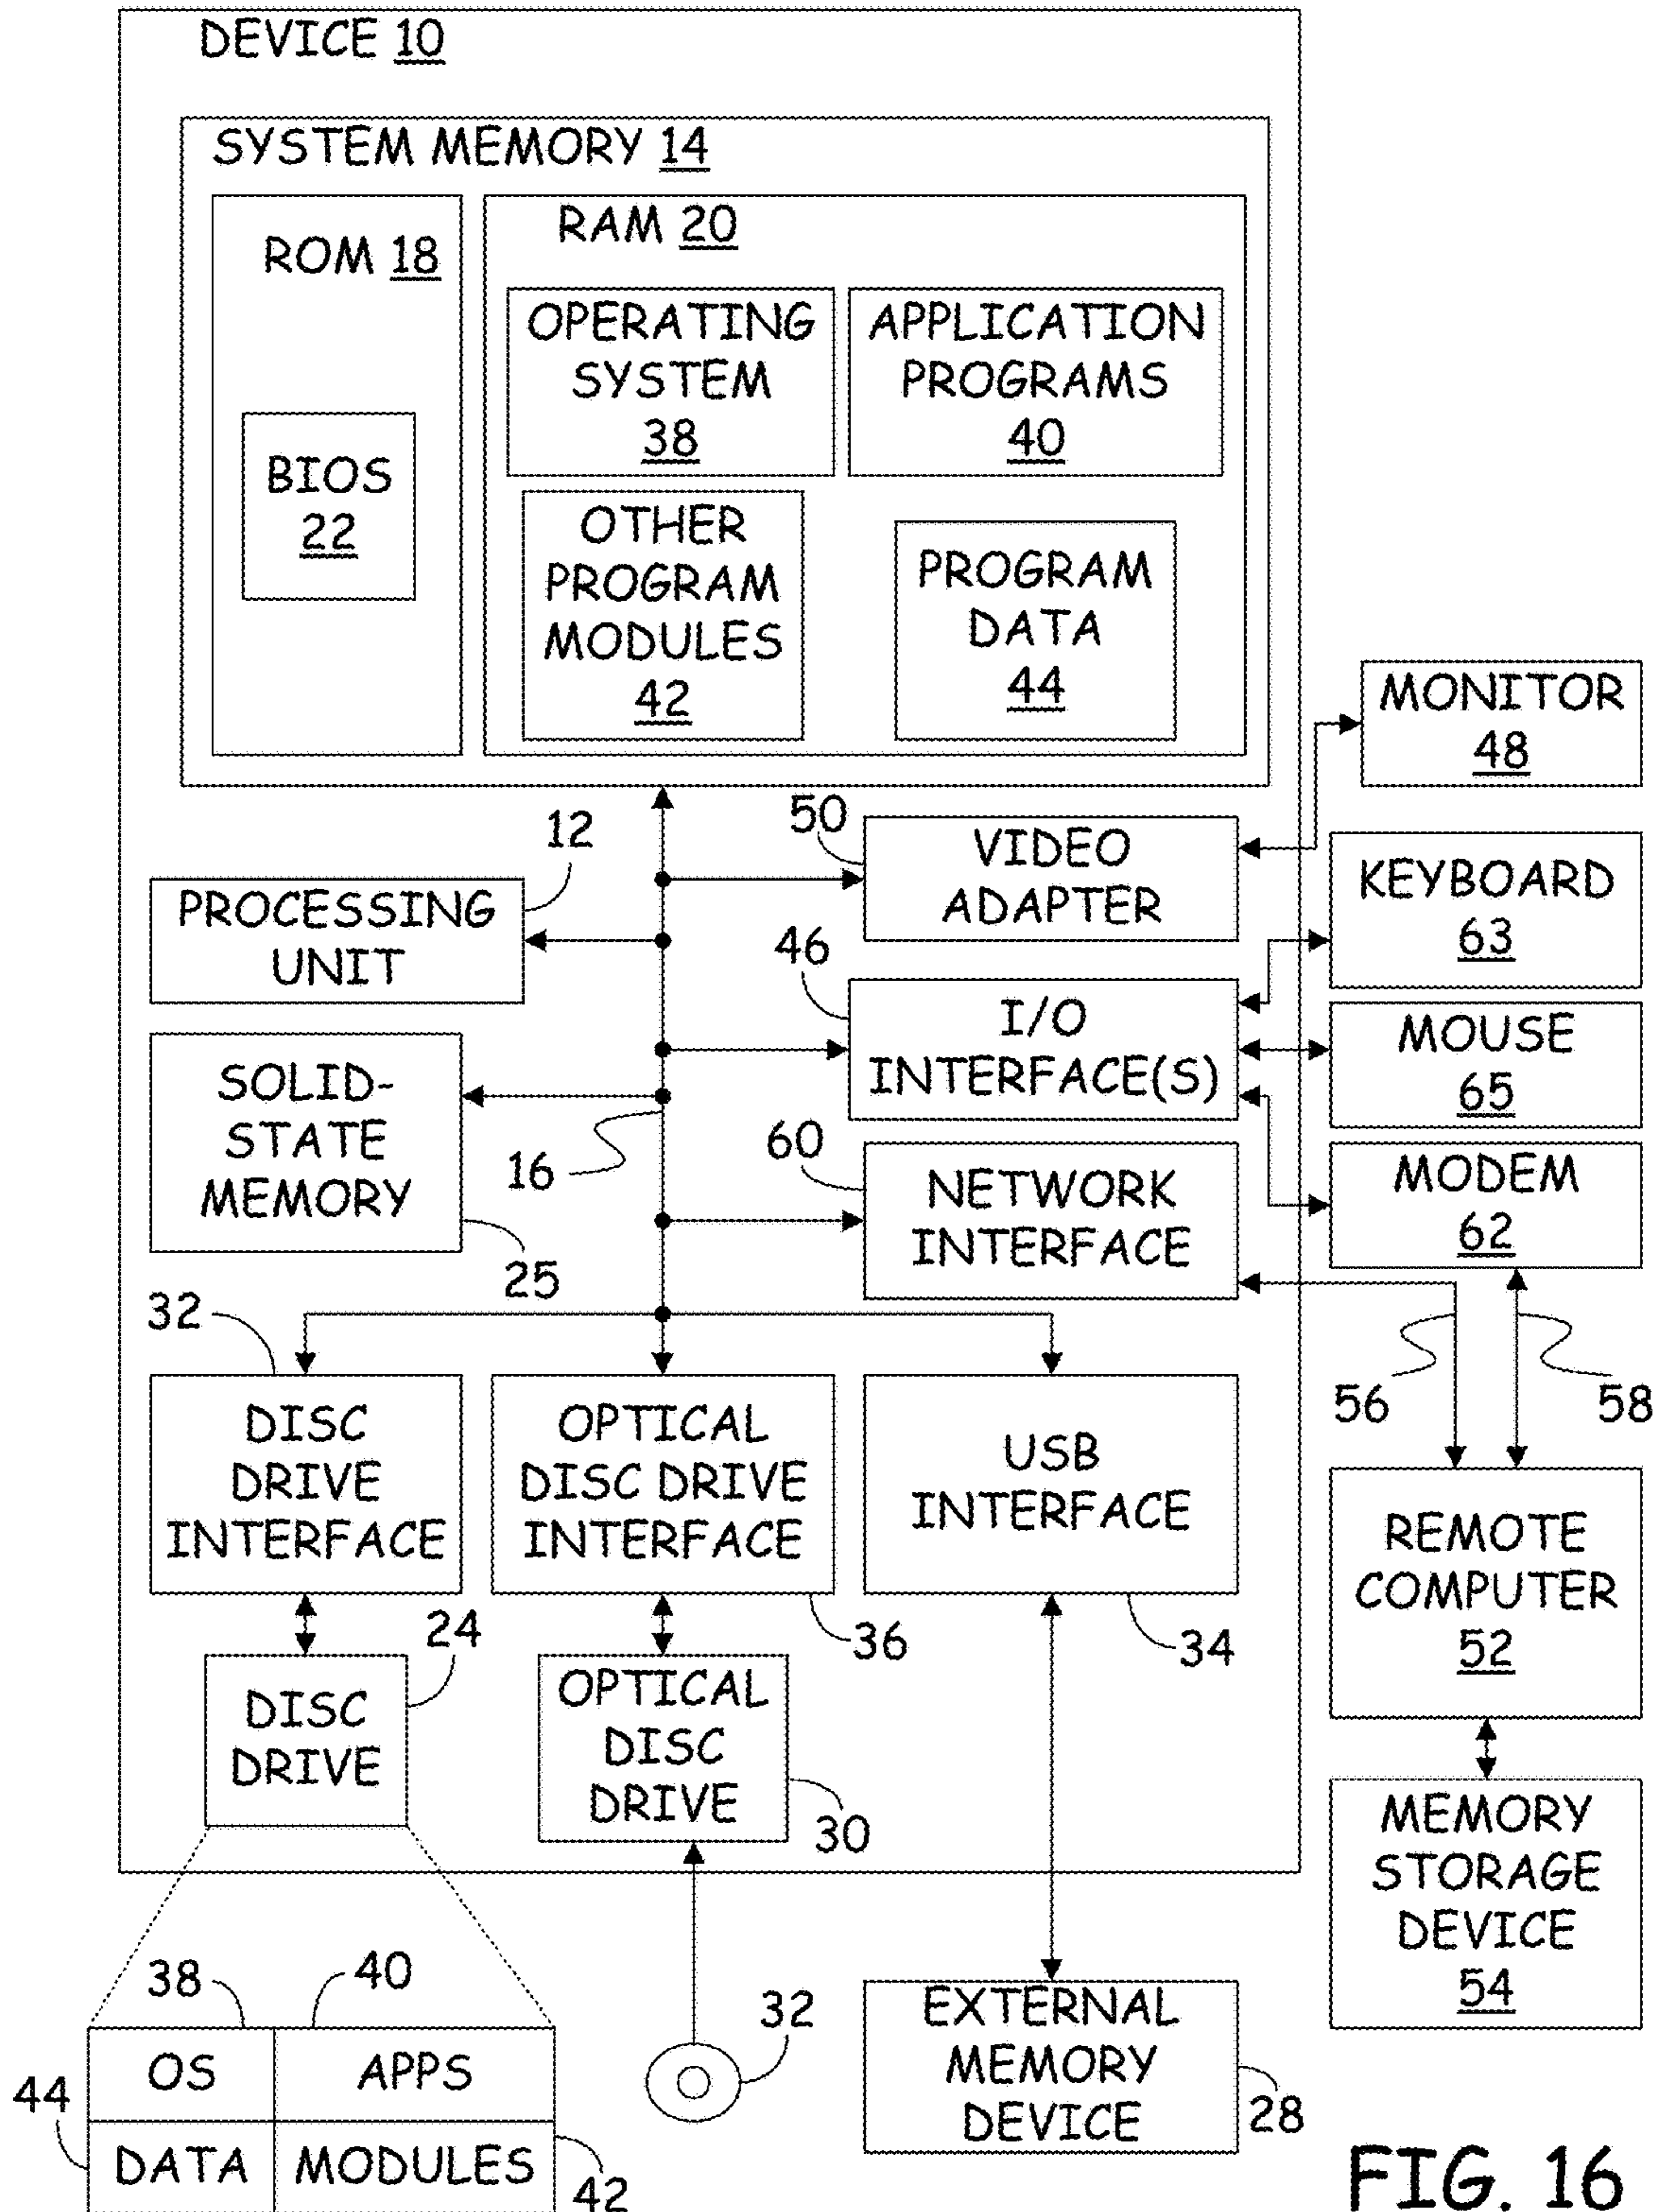 DEVICE 10
SYSTEM MEMORY 14
ROM 18
BIOS
22
RAM 20
OPERATING
SYSTEM
38
APPLICATION
PROGRAMS
40
OTHER
PROGRAM
MODULES
42
PROGRAM
DATA
44
MONITOR
48
12
PROCESSING
UNIT
50
VIDEO
ADAPTER
KEYBOARD
63
46
I/O
INTERFACE(S)
MOUSE
65
SOLID-
STATE
MEMORY
25
16
60
NETWORK
INTERFACE
MODEM
62
56
58
32
DISC
DRIVE
INTERFACE
OPTICAL
DISC DRIVE
INTERFACE
36
USB
INTERFACE
34
REMOTE
COMPUTER
52
24
DISC
DRIVE
OPTICAL
DISC
DRIVE
30
MEMORY
STORAGE
DEVICE
54
38
40
OS
APPS
44
DATA
MODULES
42
32
EXTERNAL
MEMORY
DEVICE
28
FIG. 16